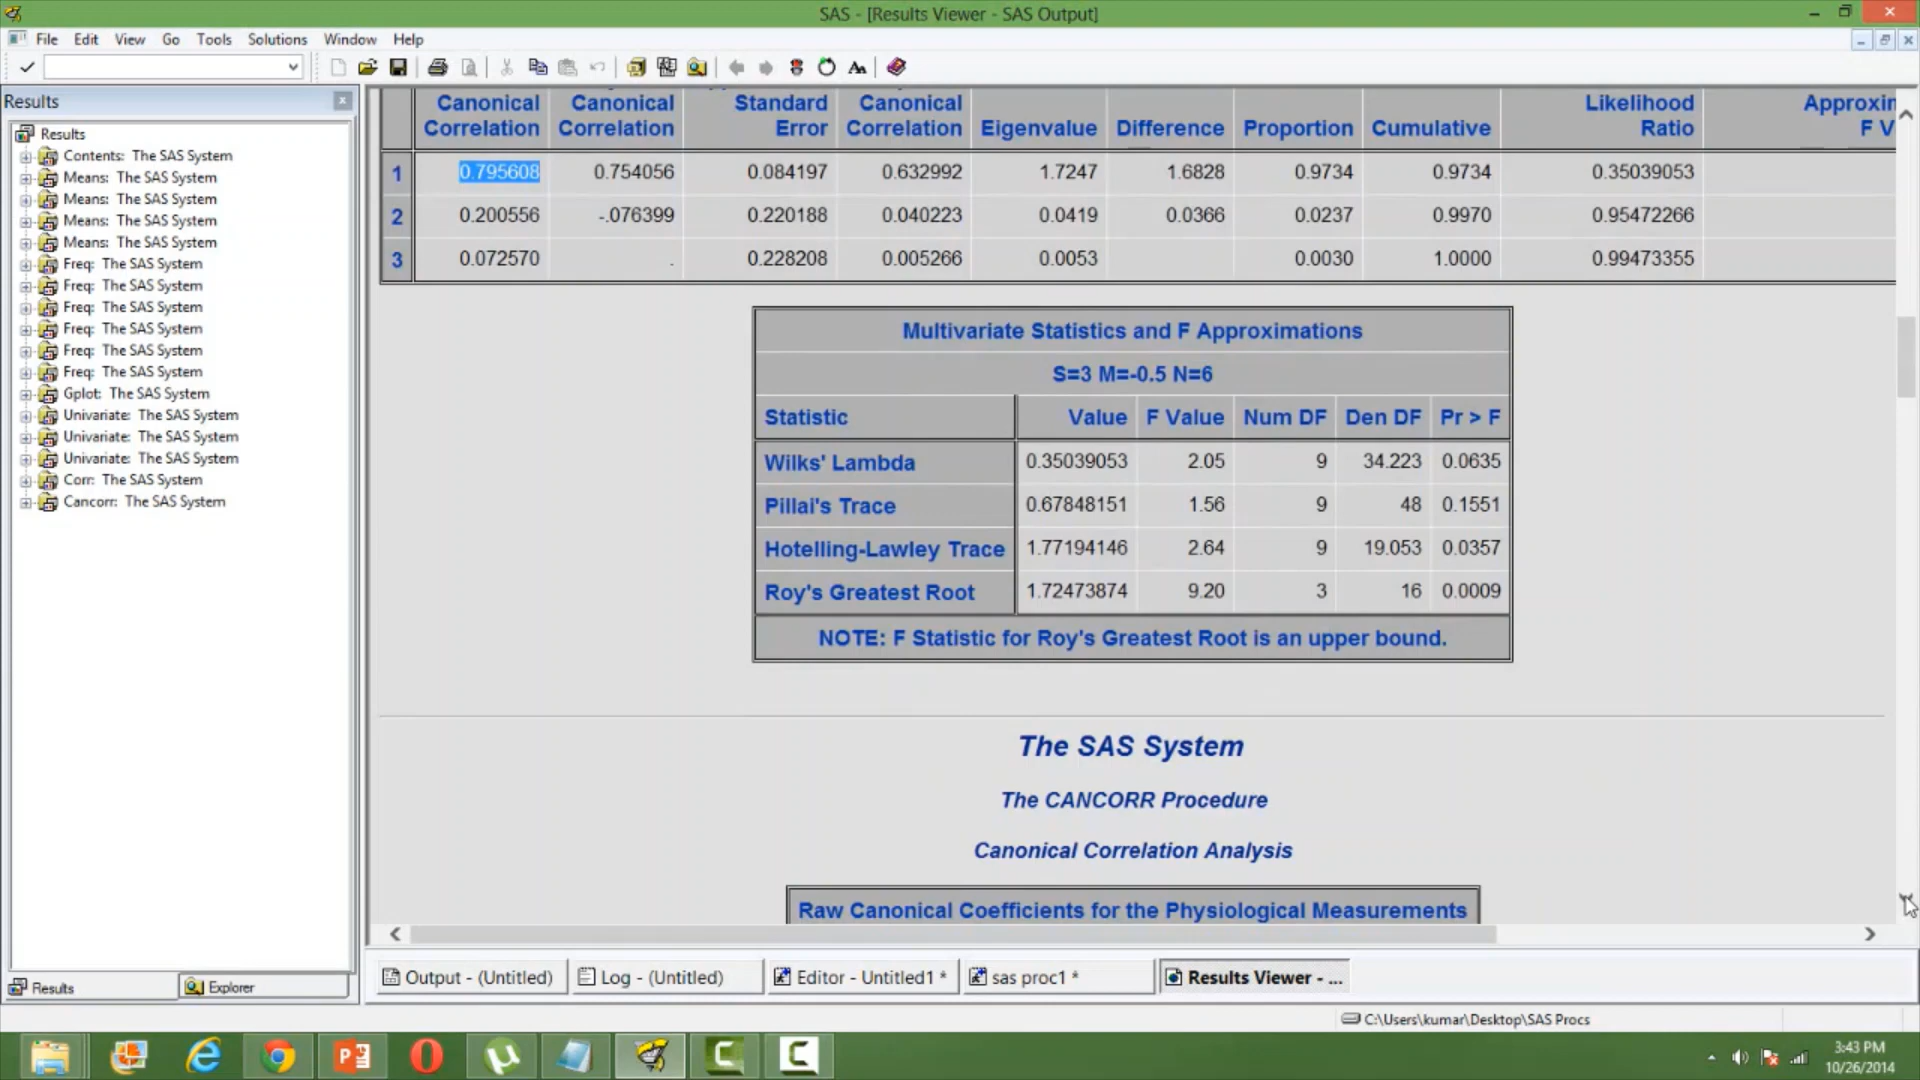 SAS - [Results Viewer - SAS Output]
File Edit View Go Tools Solutions Window Help
Results
Results
Contents: The SAS System
Means: The SAS System
Means: The SAS System
Means: The SAS System
Means: The SAS System
Freq: The SAS System
Freq: The SAS System
Freq: The SAS System
Freq: The SAS System
Freq: The SAS System
Freq: The SAS System
Gplot: The SAS System
Univariate: The SAS System
Univariate: The SAS System
Univariate: The SAS System
Corr: The SAS System
Cancorr: The SAS System
Results Explorer
Canonical Canonical Standard Canonical Likelihood Approxin
Correlation Correlation Error Correlation Eigenvalue Difference Proportion Cumulative Ratio F V
1 0.795608 0.754056 0.084197 0.632992 1.7247 1.6828 0.9734 0.9734 0.35039053
2 0.200556 -.076399 0.220188 0.040223 0.0419 0.0366 0.0237 0.9970 0.95472266
3 0.072570 . 0.228208 0.005266 0.0053 0.0030 1.0000 0.99473355
Multivariate Statistics and F Approximations
S=3 M=-0.5 N=6
Statistic Value F Value Num DF Den DF Pr > F
Wilks' Lambda 0.35039053 2.05 9 34.223 0.0635
Pillai's Trace 0.67848151 1.56 9 48 0.1551
Hotelling-Lawley Trace 1.77194146 2.64 9 19.053 0.0357
Roy's Greatest Root 1.72473874 9.20 3 16 0.0009
NOTE: F Statistic for Roy's Greatest Root is an upper bound.
The SAS System
The CANCORR Procedure
Canonical Correlation Analysis
Raw Canonical Coefficients for the Physiological Measurements
Output - (Untitled) Log - (Untitled) Editor - Untitled1 * sas proc1 * Results Viewer - ...
C:\Users\kumar\Desktop\SAS Procs
3:43 PM
10/26/2014